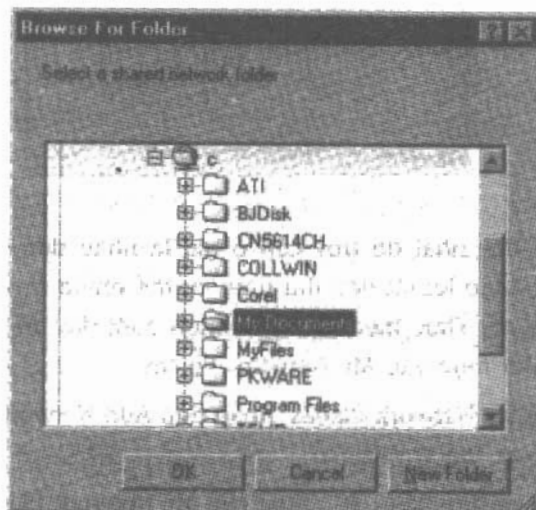 Browse For Folder
Select a shared network folder
c
ATI
BJDisk
CN5614CH
COLLWIN
Corel
My Documents
MyFiles
PKWARE
Program Files
OK
Cancel
New Folder